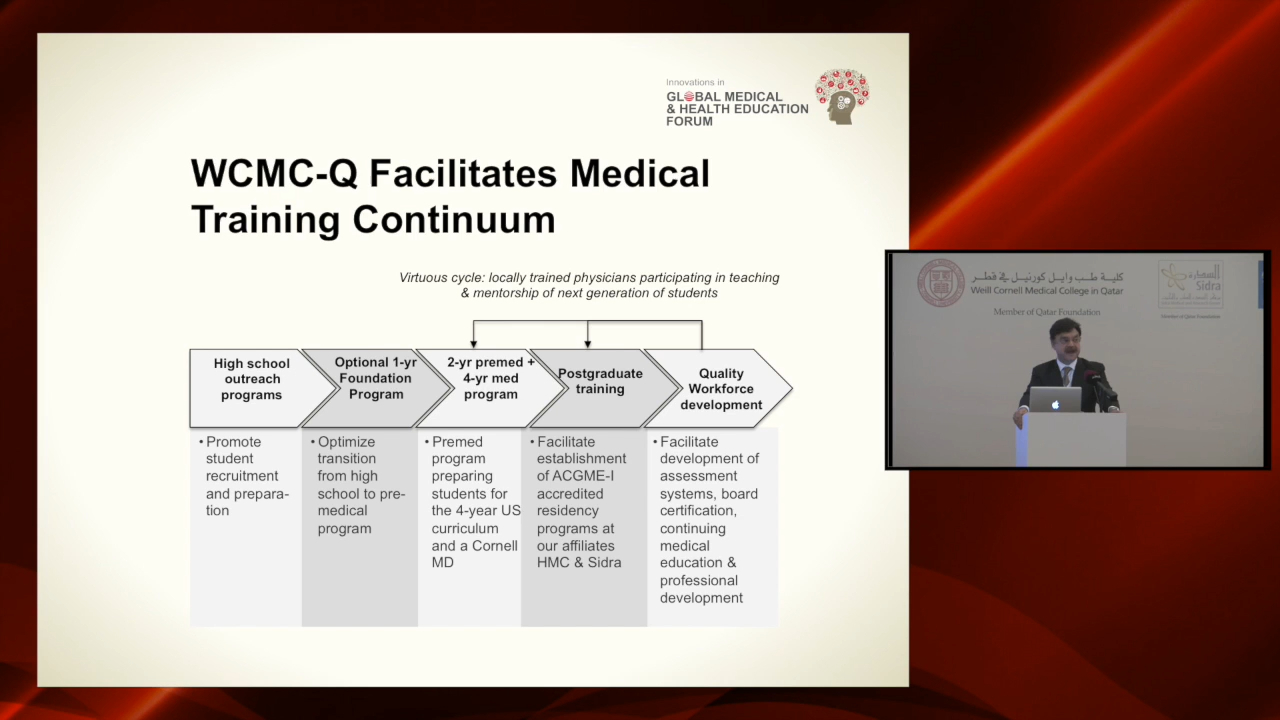 Innovations in
GLOBAL MEDICAL
& HEALTH EDUCATION
FORUM
WCMC-Q Facilitates Medical
Training Continuum
Virtuous cycle: locally trained physicians participating in teaching
& mentorship of next generation of students
High school
outreach
programs
Optional 1-yr
Foundation
Program
2-yr premed +
4-yr med
program
Postgraduate
training
Quality
Workforce
development
• Promote
student
recruitment
and prepara-
tion
• Optimize
transition
from high
school to pre-
medical
program
• Premed
program
preparing
students for
the 4-year US
curriculum
and a Cornell
MD
• Facilitate
establishment
of ACGME-I
accredited
residency
programs at
our affiliates
HMC & Sidra
• Facilitate
development of
assessment
systems, board
certification,
continuing
medical
education &
professional
development
كلية طب وايل كورنيل في قطر
Weill Cornell Medical College in Qatar
Member of Qatar Foundation
السدرة
Sidra
Member of Qatar Foundation